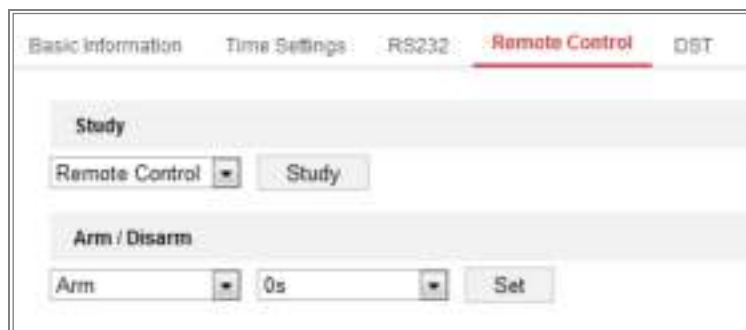 Basic Information Time Settings RS232 Remote Control DST
Study
Remote Control Study
Arm / Disarm
Arm 0s Set